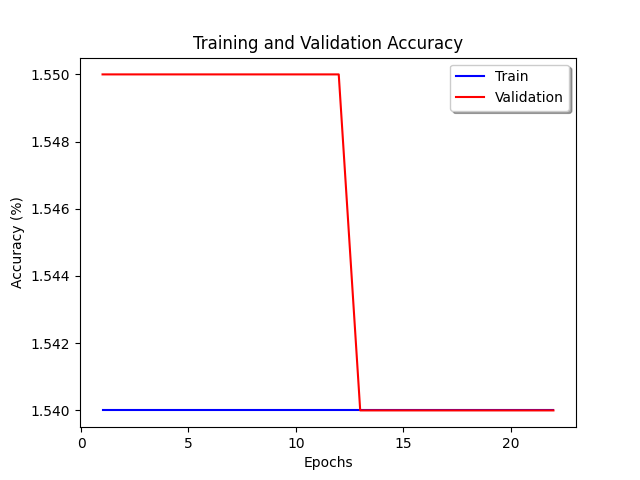 Training and Validation Accuracy
Train
Validation
1.550
1.548
1.546
1.544
1.542
1.540
Accuracy (%)
0 5 10 15 20
Epochs